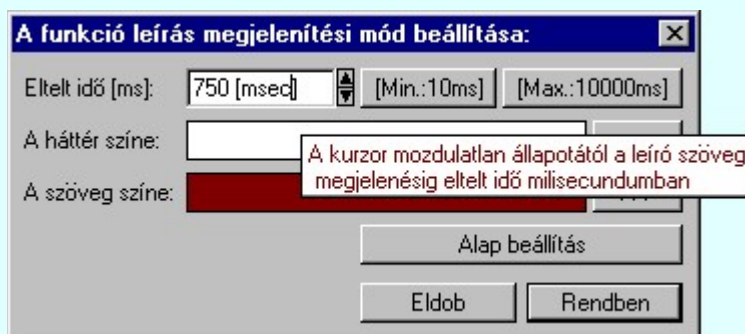 A funkció leírás megjelenítési mód beállítása:
Eltelt idő [ms]: 750 [msec] [Min.:10ms] [Max.:10000ms]
A háttér színe:
A kurzor mozdulatlan állapotától a leíró szöveg
megjelenésig eltelt idő milisecundumban
A szöveg színe:
Alap beállítás
Eldob Rendben